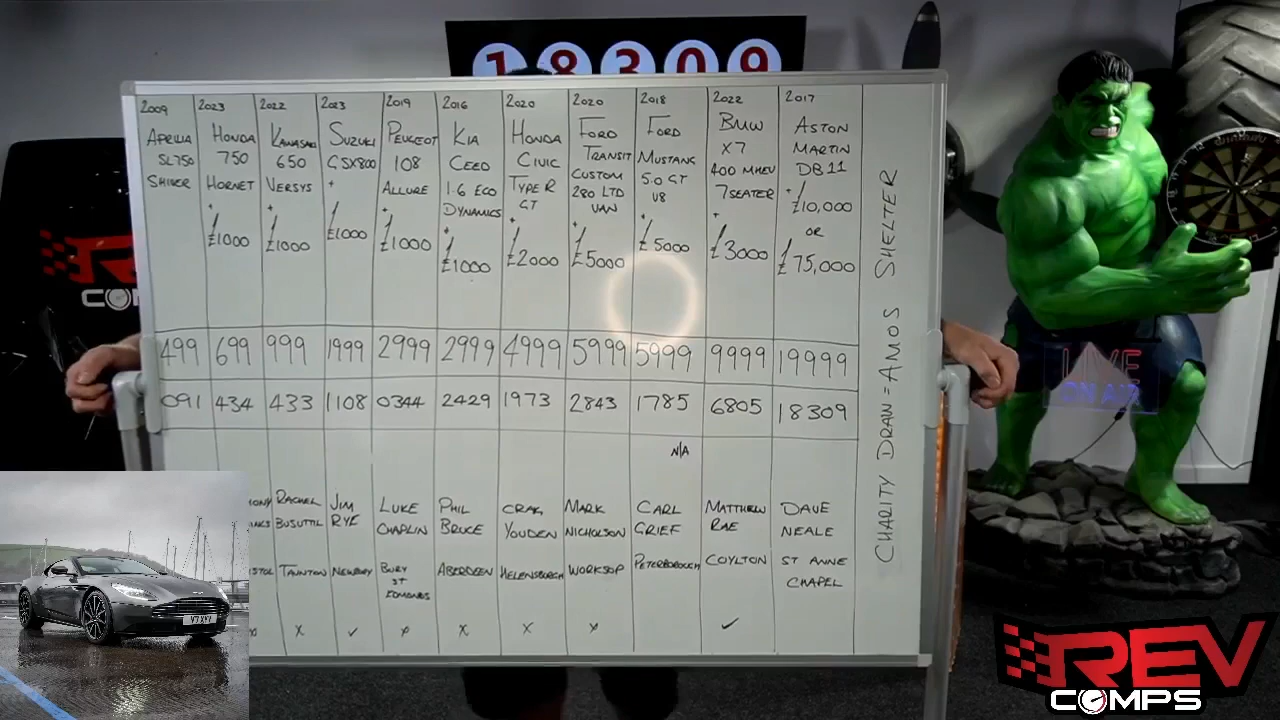 18309
2009
APRILIA
SL750
SHIVER
2023
HONDA
750
HORNET
+
£1000
2022
KAWASAKI
650
VERSYS
+
£1000
2023
SUZUKI
GSX800
+
£1000
2019
PEUGEOT
108
ALLURE
+
£1000
2016
KIA
CEED
1.6 ECO
DYNAMICS
+
£1000
2020
HONDA
CIVIC
TYPE R
GT
+
£2000
2020
FORD
TRANSIT
CUSTOM
280 LTD
VAN
+
£5000
2018
FORD
MUSTANG
5.0 GT
V8
+
£5000
2022
BMW
X7
400 MHEV
7 SEATER
+
£3000
2017
ASTON
MARTIN
DB11
+
£10,000
OR
£75,000
499 699 999 1999 2999 2999 4999 5999 5999 9999 19999
091 434 433 1108 0344 2429 1973 2843 1785 6805 18309
N/A
RACHEL
BUSUTTIL
TAUNTON
x
JIM
RYE
NEWBURY
✓
LUKE
CHAPLIN
BURY
ST
EDMUNDS
x
PHIL
BRUCE
ABERDEEN
x
CRAIG
YOUDEN
HELENSBURGH
x
MARK
NICHOLSON
WORKSOP
x
CARL
GRIEF
PETERBOROUGH
MATTHEW
RAE
COYLTON
✓
DAVE
NEALE
ST ANNE
CHAPEL
CHARITY DRAW = AMOS SHELTER
REV
COMPS
LIVE
ON AIR
REV
COMPS